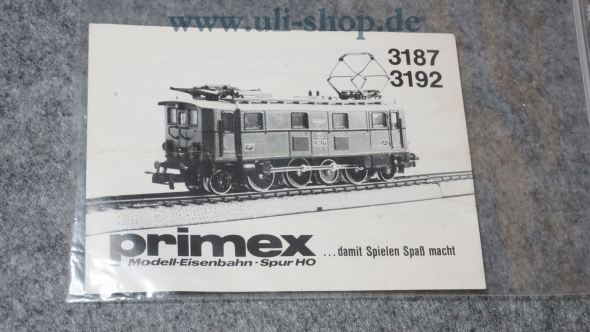 www.uli-shop.de
3187
3192
primex
Modell-Eisenbahn · Spur HO
...damit Spielen Spaß macht